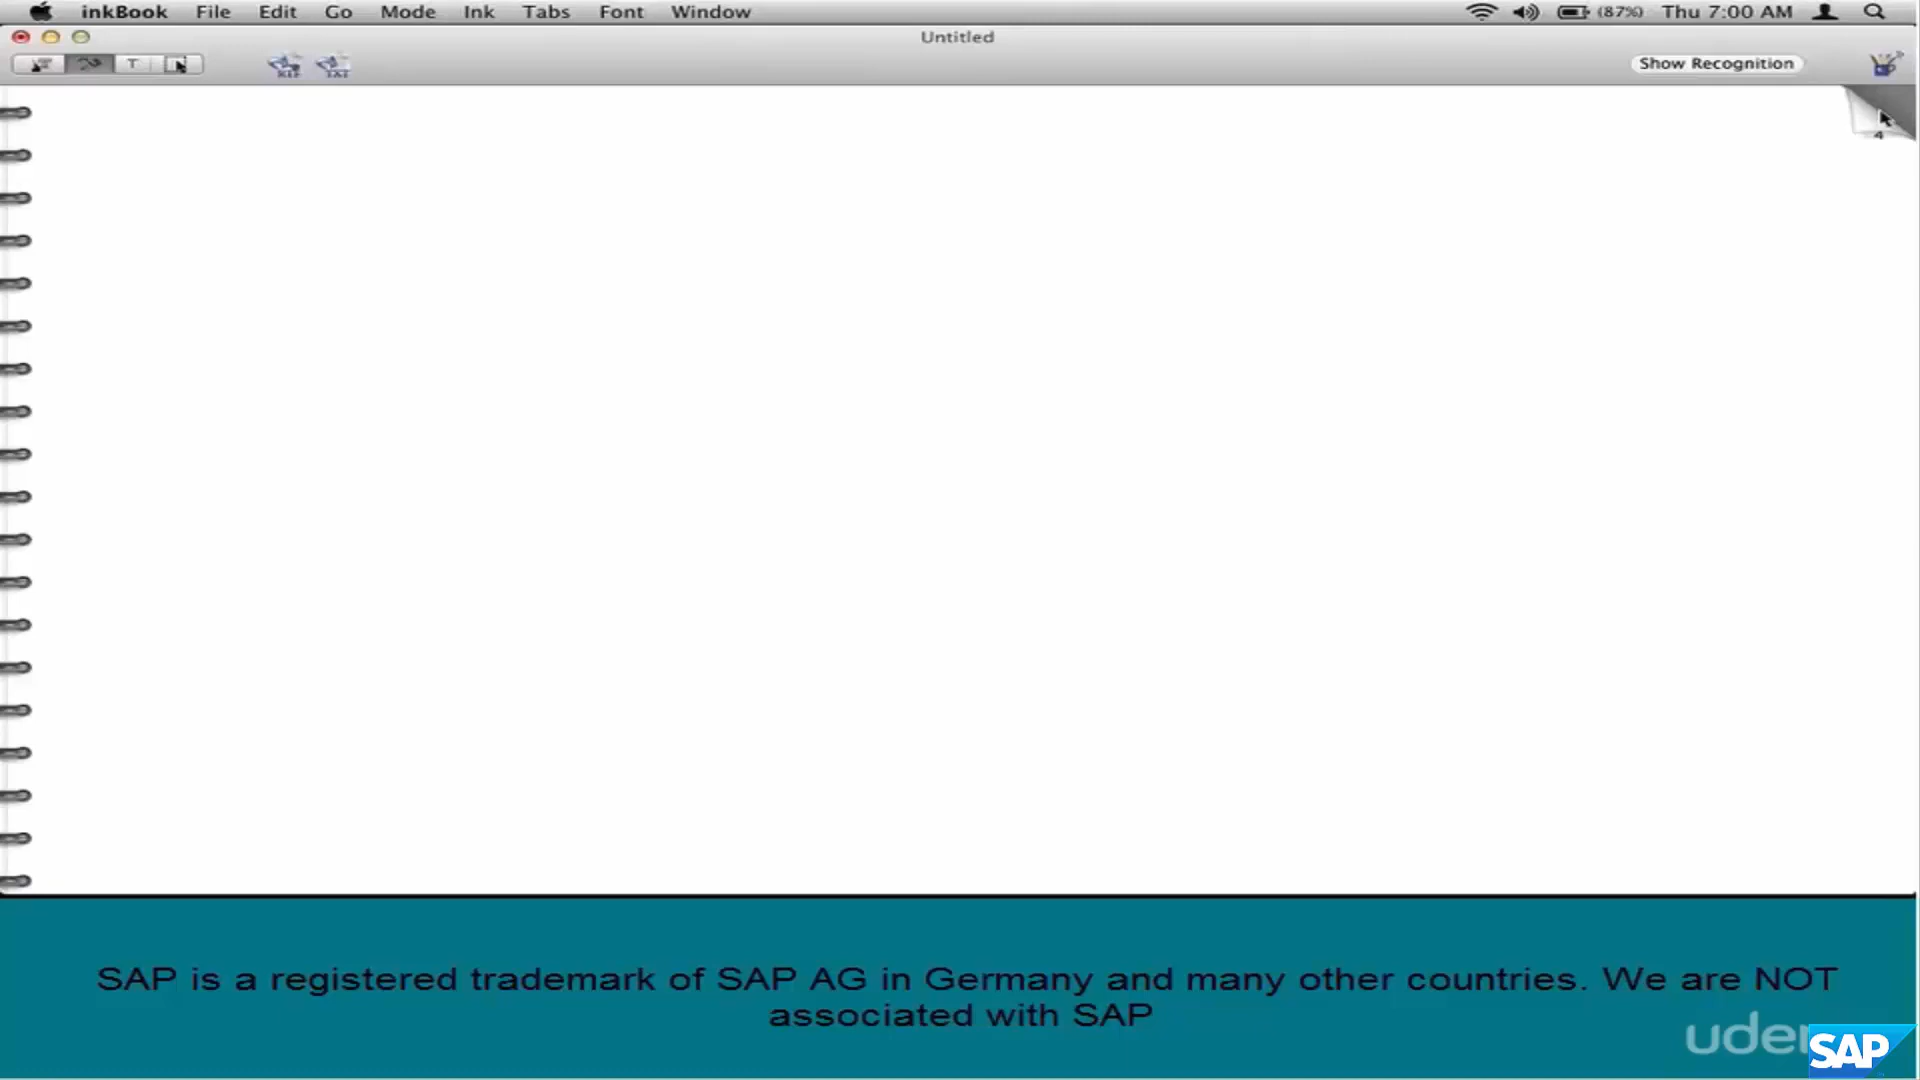 inkBook File Edit Go Mode Ink Tabs Font Window (87%) Thu 7:00 AM
Untitled
T
Show Recognition
4
SAP is a registered trademark of SAP AG in Germany and many other countries. We are NOT
associated with SAP
SAP